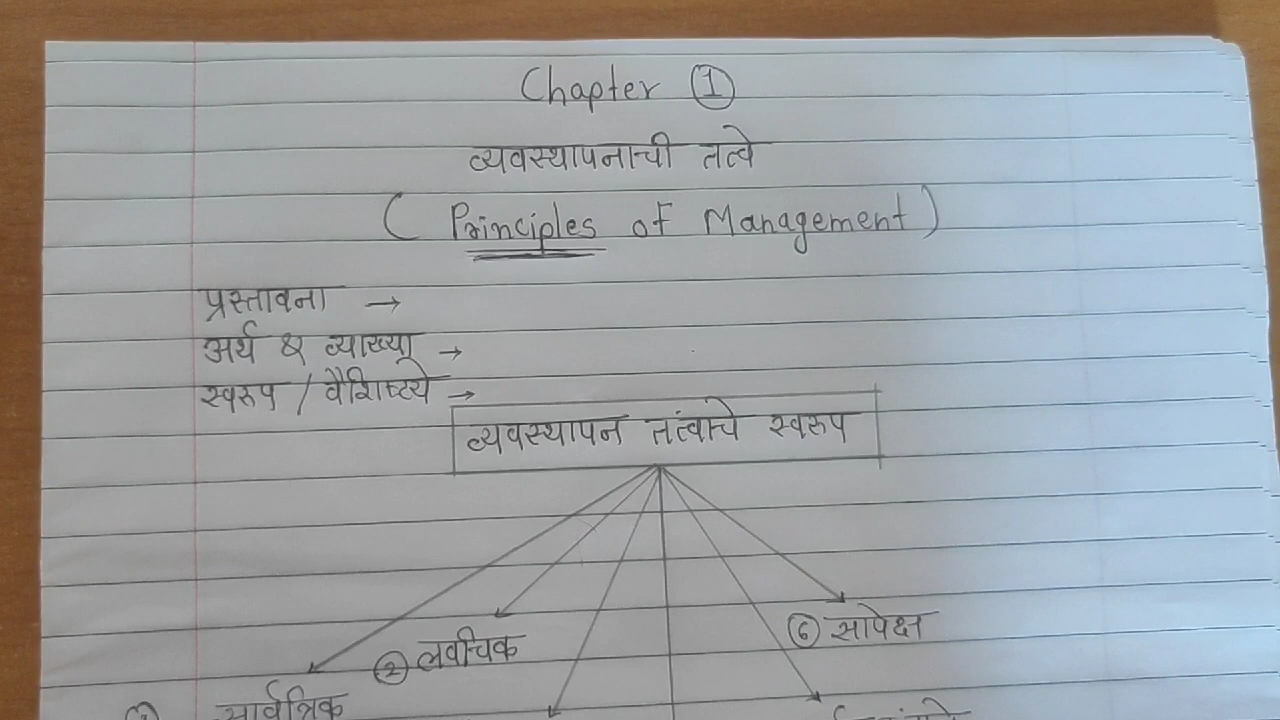 Chapter ①
व्यवस्थापनाची तत्वे
( Principles of Management )
प्रस्तावना →
अर्थ & व्याख्या →
स्वरुप / वैशिष्ट्ये →
व्यवस्थापन तत्वांचे स्वरुप
⑥ सापेक्ष
② लवचिक
① सार्वत्रिक